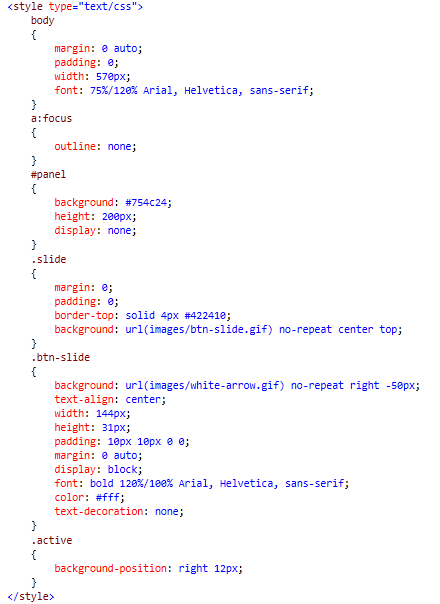 <style type="text/css">
body
{
margin: 0 auto;
padding: 0;
width: 570px;
font: 75%/120% Arial, Helvetica, sans-serif;
}
a:focus
{
outline: none;
}
#panel
{
background: #754c24;
height: 200px;
display: none;
}
.slide
{
margin: 0;
padding: 0;
border-top: solid 4px #422410;
background: url(images/btn-slide.gif) no-repeat center top;
}
.btn-slide
{
background: url(images/white-arrow.gif) no-repeat right -50px;
text-align: center;
width: 144px;
height: 31px;
padding: 10px 10px 0 0;
margin: 0 auto;
display: block;
font: bold 120%/100% Arial, Helvetica, sans-serif;
color: #fff;
text-decoration: none;
}
.active
{
background-position: right 12px;
}
</style>